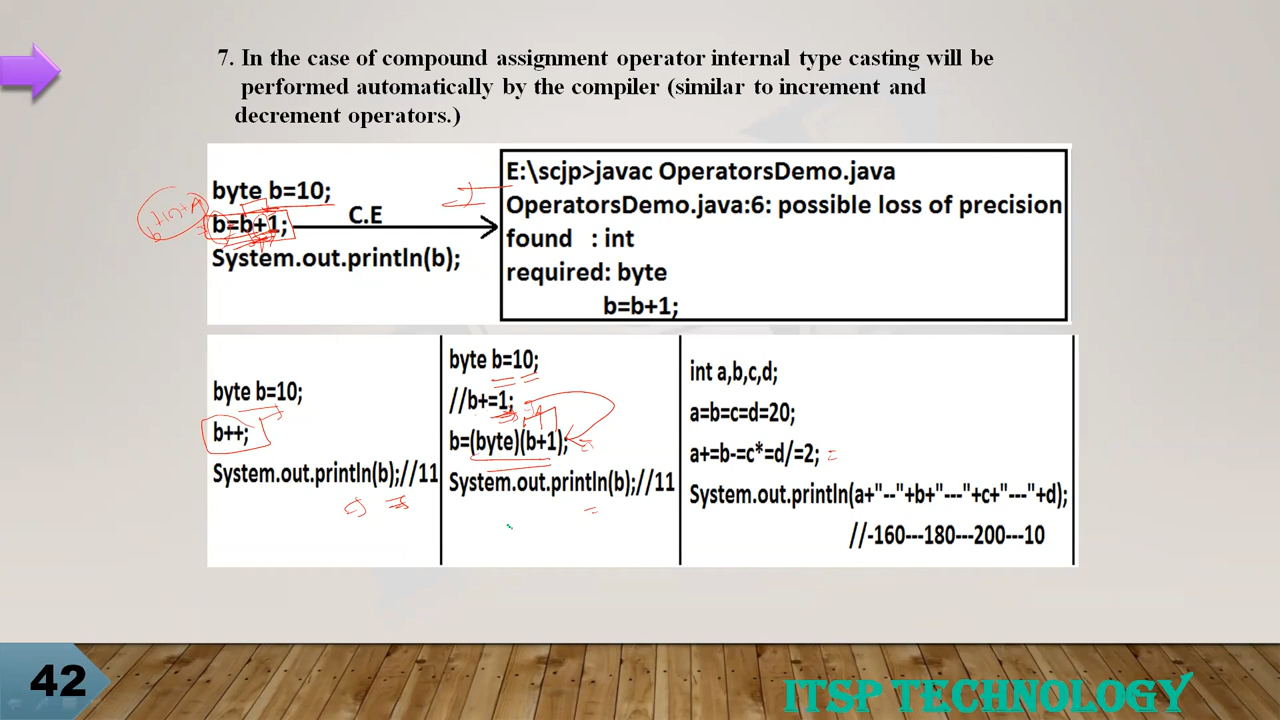 7. In the case of compound assignment operator internal type casting will be
performed automatically by the compiler (similar to increment and
decrement operators.)
byte b=10;
b=b+1;
System.out.println(b);
C.E
E:\scjp>javac OperatorsDemo.java
OperatorsDemo.java:6: possible loss of precision
found : int
required: byte
b=b+1;
byte b=10;
b++;
System.out.println(b);//11
byte b=10;
//b+=1;
b=(byte)(b+1);
System.out.println(b);//11
int a,b,c,d;
a=b=c=d=20;
a+=b-=c*=d/=2;
System.out.println(a+"--"+b+"---"+c+"---"+d);
//-160---180---200---10
42
ITSP TECHNOLOGY